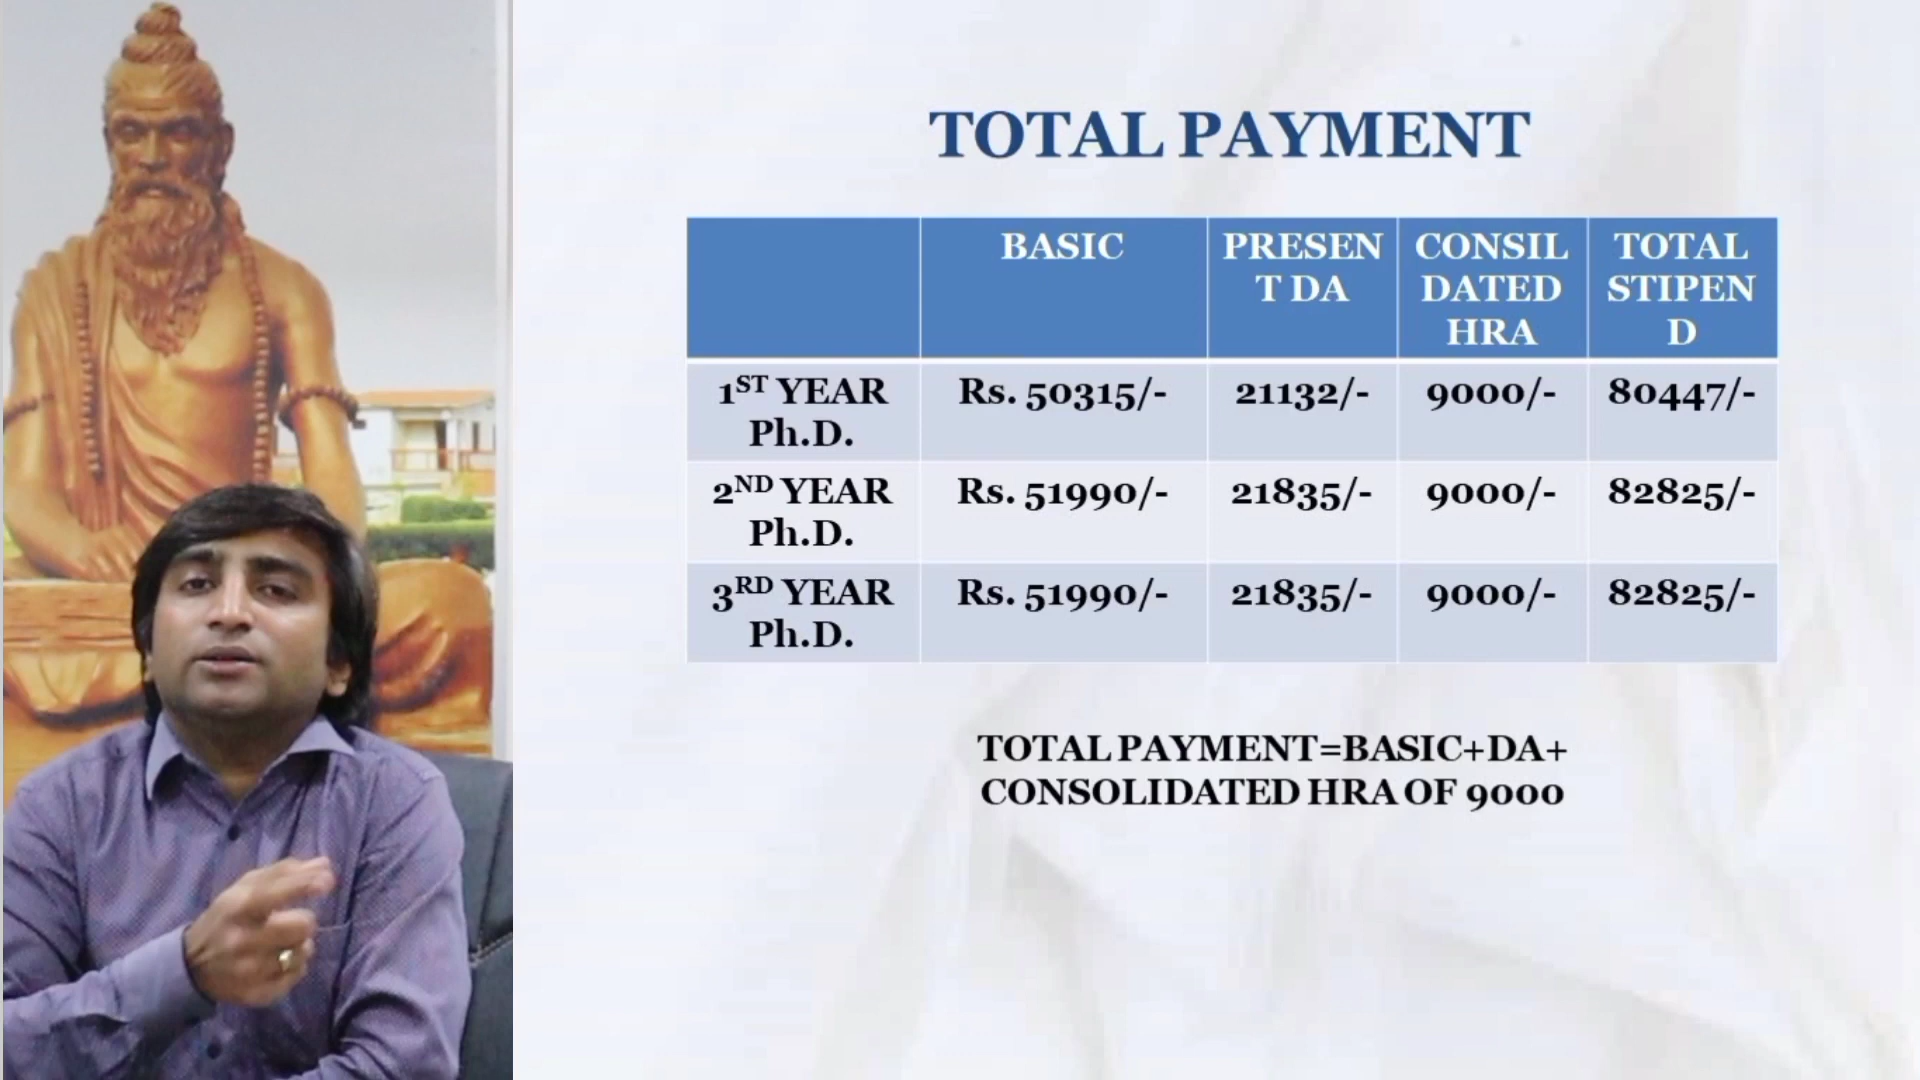 TOTAL PAYMENT
BASIC
PRESEN
T DA
CONSIL
DATED
HRA
TOTAL
STIPEN
D
1ST YEAR
Ph.D.
Rs. 50315/-
21132/-
9000/-
80447/-
2ND YEAR
Ph.D.
Rs. 51990/-
21835/-
9000/-
82825/-
3RD YEAR
Ph.D.
Rs. 51990/-
21835/-
9000/-
82825/-
TOTAL PAYMENT=BASIC+DA+
CONSOLIDATED HRA OF 9000